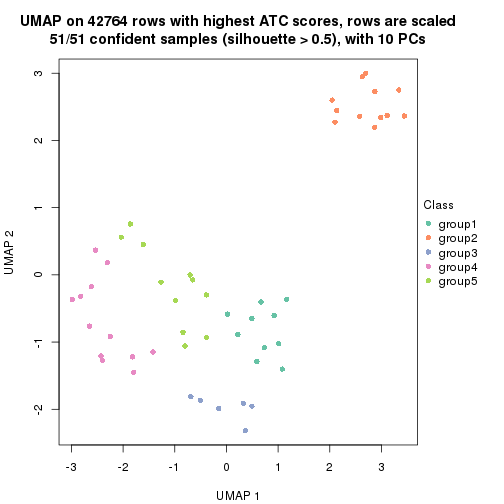 UMAP on 42764 rows with highest ATC scores, rows are scaled
51/51 confident samples (silhouette > 0.5), with 10 PCs
UMAP 2
3
2
1
0
-1
-2
-3 -2 -1 0 1 2 3
UMAP 1
Class
group1
group2
group3
group4
group5